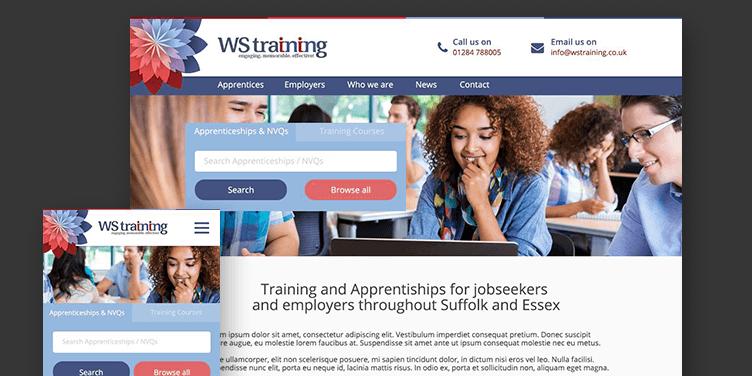 WS training
engaging. memorable. effective!
Call us on
01284 788005
Email us on
info@wstraining.co.uk
Apprentices Employers Who we are News Contact
Apprenticeships & NVQs Training Courses
Search Apprenticeships / NVQs
Search Browse all
Training and Apprentiships for jobseekers
and employers throughout Suffolk and Essex
m ipsum dolor sit amet, consectetur adipiscing elit. Vestibulum imperdiet consequat pretium. Donec suscipit
re augue, eu molestie lorem faucibus at. Suspendisse sit amet ante ut ipsum consequat molestie nec eu metus.
e ullamcorper, elit non scelerisque posuere, mi sapien tincidunt dolor, in dictum nisi eros vel leo. Nulla facilisi.
pendisse nunc elit, porta eu neque id, lacinia mattis risus. In odio ex, porta et sollicitudin non, aliquam eget magna.
WS training
engaging. memorable. effective!
Apprenticeships & NVQs Training Courses
Search Apprenticeships / NVQs
Search Browse all